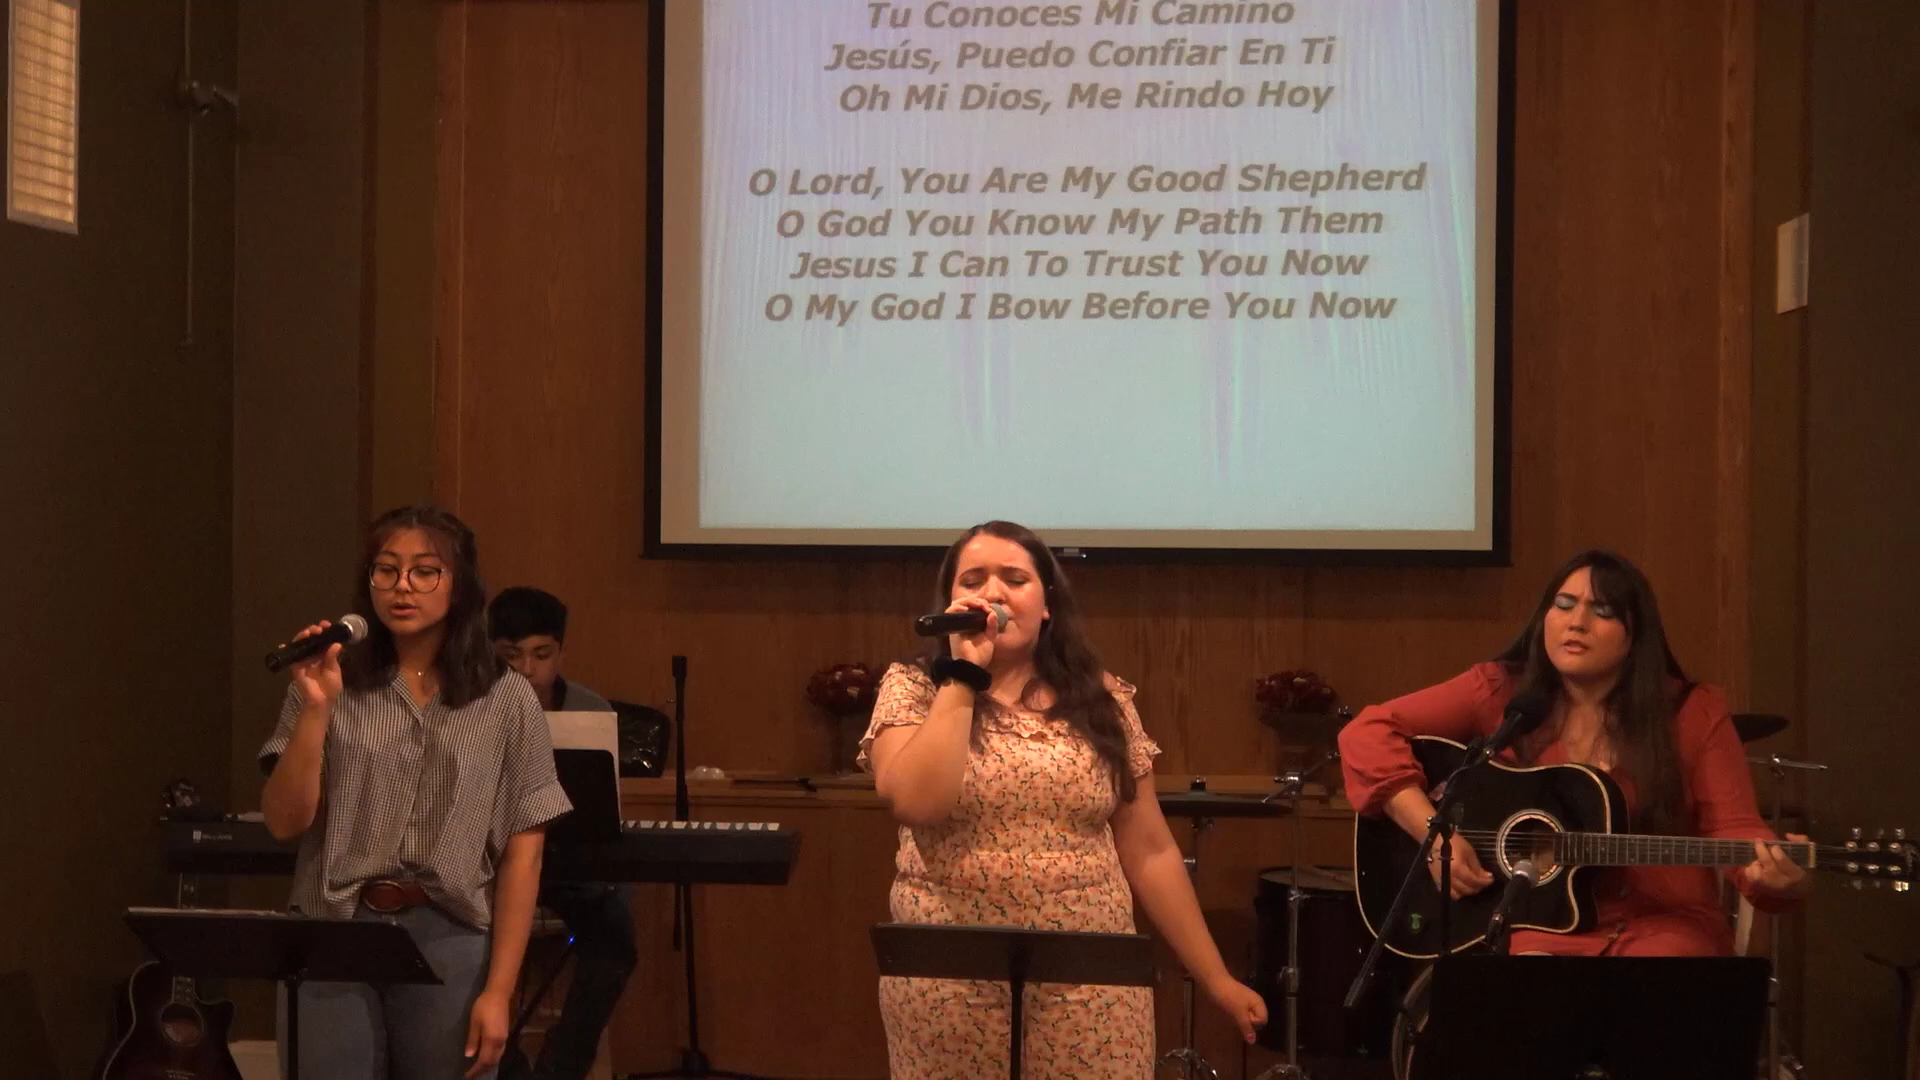 Tu Conoces Mi Camino
Jesús, Puedo Confiar En Ti
Oh Mi Dios, Me Rindo Hoy
O Lord, You Are My Good Shepherd
O God You Know My Path Them
Jesus I Can To Trust You Now
O My God I Bow Before You Now